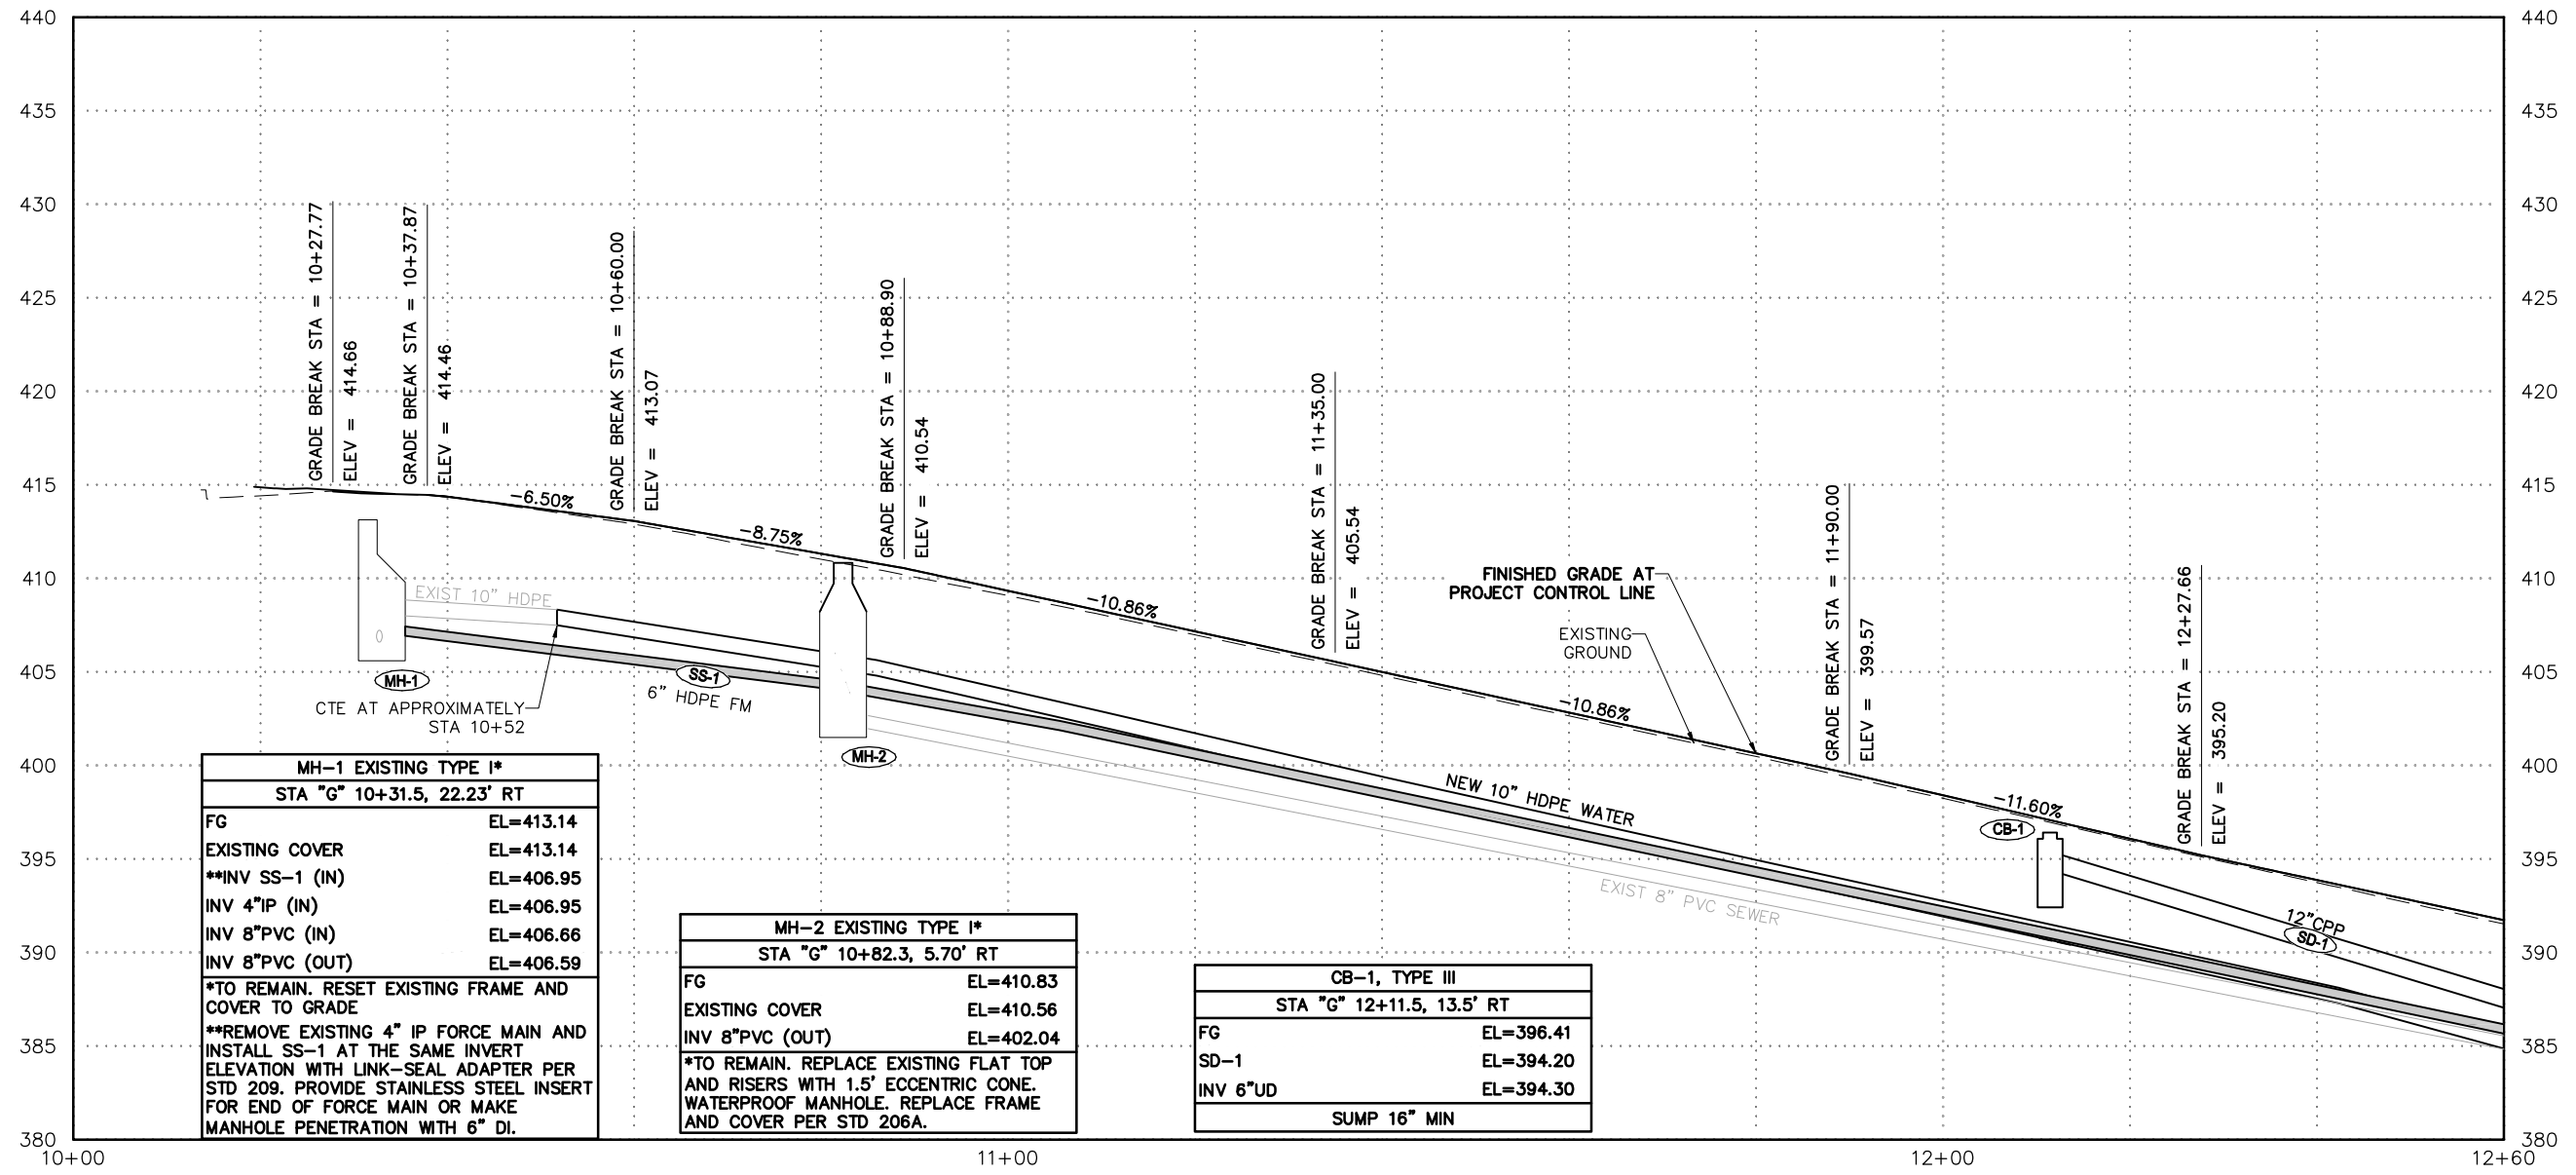 440
435
430
425
420
415
410
405
400
395
390
385
380
440
435
430
425
420
415
410
405
400
395
390
385
380
10+00
11+00
12+00
12+60
GRADE BREAK STA = 10+27.77
ELEV = 414.66
GRADE BREAK STA = 10+37.87
ELEV = 414.46
GRADE BREAK STA = 10+60.00
ELEV = 413.07
GRADE BREAK STA = 10+88.90
ELEV = 410.54
GRADE BREAK STA = 11+35.00
ELEV = 405.54
GRADE BREAK STA = 11+90.00
ELEV = 399.57
GRADE BREAK STA = 12+27.66
ELEV = 395.20
-6.50%
-8.75%
-10.86%
-10.86%
-11.60%
FINISHED GRADE AT
PROJECT CONTROL LINE
EXISTING
GROUND
EXIST 10" HDPE
MH-1
CTE AT APPROXIMATELY
STA 10+52
SS-1
6" HDPE FM
MH-2
NEW 10" HDPE WATER
EXIST 8" PVC SEWER
CB-1
12"CPP
SD-1
MH-1 EXISTING TYPE I*
STA "G" 10+31.5, 22.23' RT
FG EL=413.14
EXISTING COVER EL=413.14
**INV SS-1 (IN) EL=406.95
INV 4"IP (IN) EL=406.95
INV 8"PVC (IN) EL=406.66
INV 8"PVC (OUT) EL=406.59
*TO REMAIN. RESET EXISTING FRAME AND
COVER TO GRADE
**REMOVE EXISTING 4" IP FORCE MAIN AND
INSTALL SS-1 AT THE SAME INVERT
ELEVATION WITH LINK-SEAL ADAPTER PER
STD 209. PROVIDE STAINLESS STEEL INSERT
FOR END OF FORCE MAIN OR MAKE
MANHOLE PENETRATION WITH 6" DI.
MH-2 EXISTING TYPE I*
STA "G" 10+82.3, 5.70' RT
FG EL=410.83
EXISTING COVER EL=410.56
INV 8"PVC (OUT) EL=402.04
*TO REMAIN. REPLACE EXISTING FLAT TOP
AND RISERS WITH 1.5' ECCENTRIC CONE.
WATERPROOF MANHOLE. REPLACE FRAME
AND COVER PER STD 206A.
CB-1, TYPE III
STA "G" 12+11.5, 13.5' RT
FG EL=396.41
SD-1 EL=394.20
INV 6"UD EL=394.30
SUMP 16" MIN